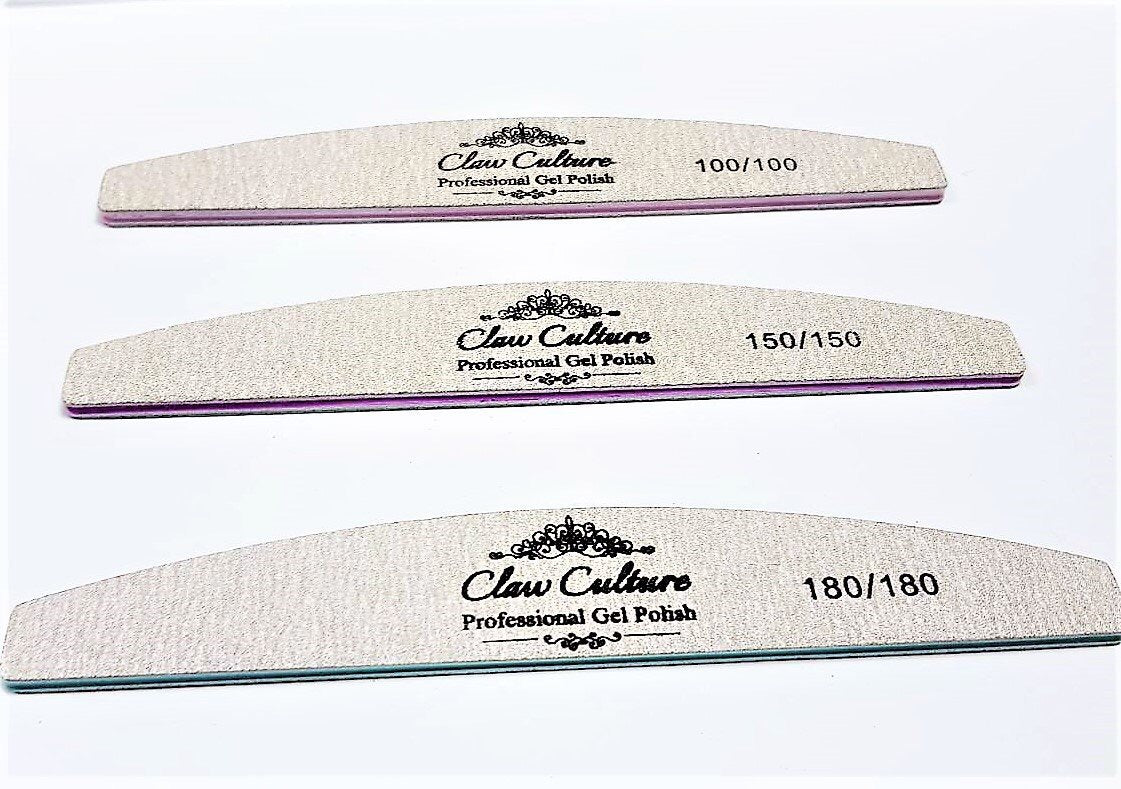 Claw Culture
Professional Gel Polish
100/100
Claw Culture
Professional Gel Polish
150/150
Claw Culture
Professional Gel Polish
180/180